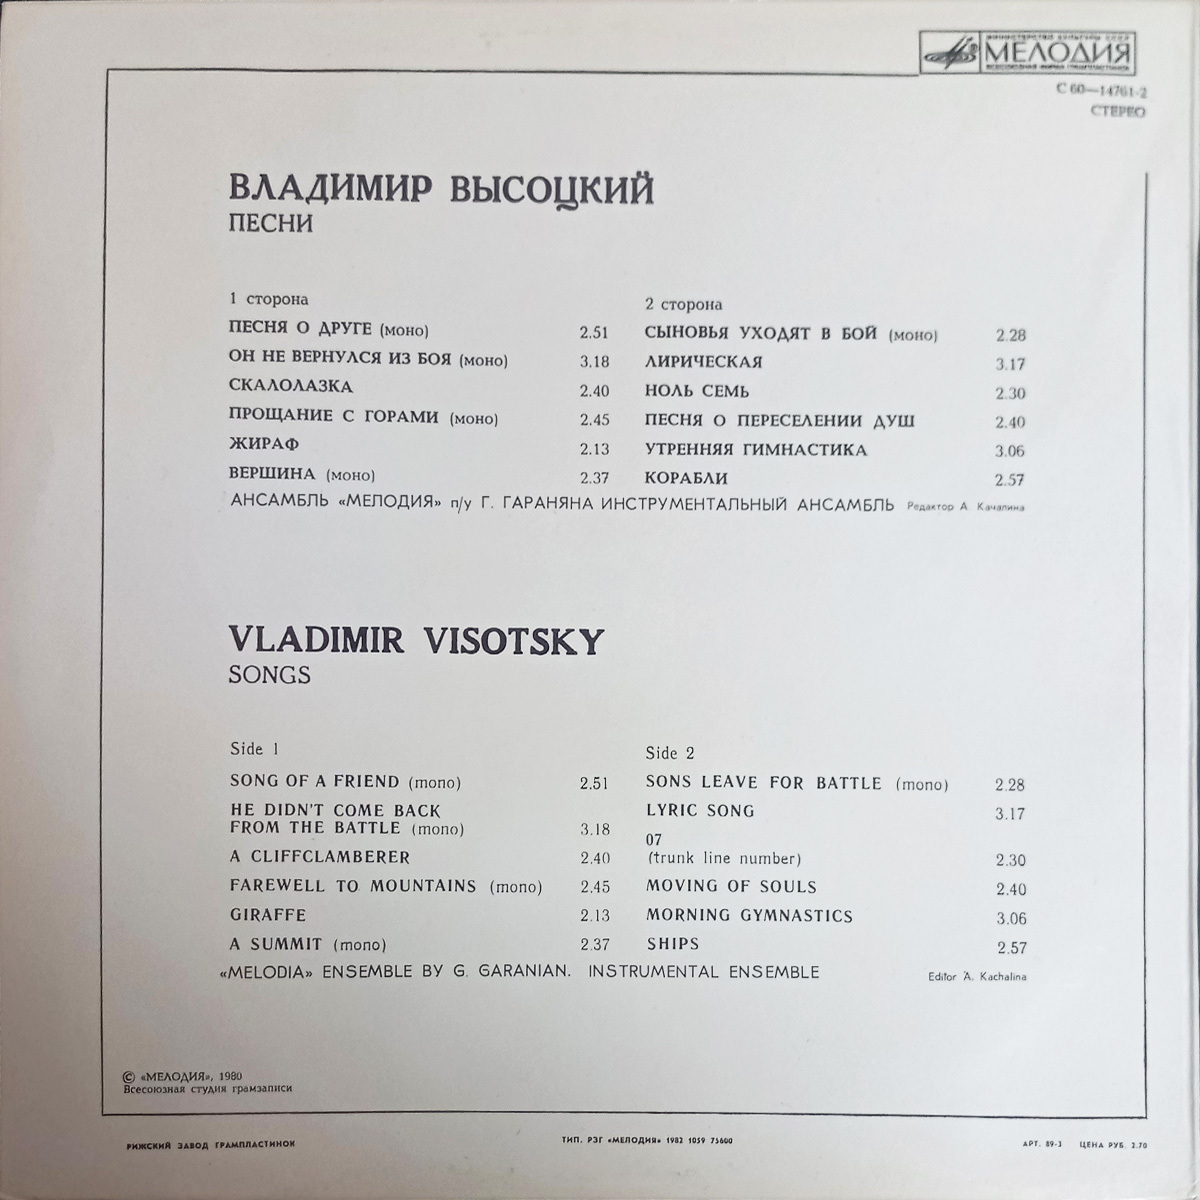 МИНИСТЕРСТВО КУЛЬТУРЫ СССР
МЕЛОДИЯ
ВСЕСОЮЗНАЯ ФИРМА ГРАМПЛАСТИНОК
С 60—14761-2
СТЕРЕО
ВЛАДИМИР ВЫСОЦКИЙ
ПЕСНИ
1 сторона
ПЕСНЯ О ДРУГЕ (моно) 2.51
ОН НЕ ВЕРНУЛСЯ ИЗ БОЯ (моно) 3.18
СКАЛОЛАЗКА 2.40
ПРОЩАНИЕ С ГОРАМИ (моно) 2.45
ЖИРАФ 2.13
ВЕРШИНА (моно) 2.37
2 сторона
СЫНОВЬЯ УХОДЯТ В БОЙ (моно) 2.28
ЛИРИЧЕСКАЯ 3.17
НОЛЬ СЕМЬ 2.30
ПЕСНЯ О ПЕРЕСЕЛЕНИИ ДУШ 2.40
УТРЕННЯЯ ГИМНАСТИКА 3.06
КОРАБЛИ 2.57
АНСАМБЛЬ «МЕЛОДИЯ» п/у Г. ГАРАНЯНА ИНСТРУМЕНТАЛЬНЫЙ АНСАМБЛЬ Редактор А. Качалина
VLADIMIR VISOTSKY
SONGS
Side 1
SONG OF A FRIEND (mono) 2.51
HE DIDN'T COME BACK
FROM THE BATTLE (mono) 3.18
A CLIFFCLAMBERER 2.40
FAREWELL TO MOUNTAINS (mono) 2.45
GIRAFFE 2.13
A SUMMIT (mono) 2.37
Side 2
SONS LEAVE FOR BATTLE (mono) 2.28
LYRIC SONG 3.17
07
(trunk line number) 2.30
MOVING OF SOULS 2.40
MORNING GYMNASTICS 3.06
SHIPS 2.57
«MELODIA» ENSEMBLE BY G. GARANIAN. INSTRUMENTAL ENSEMBLE Editor A. Kachalina
© «МЕЛОДИЯ», 1980
Всесоюзная студия грамзаписи
РИЖСКИЙ ЗАВОД ГРАМПЛАСТИНОК ТИП. РЗГ «МЕЛОДИЯ» 1982 1059 75600 АРТ. 89-3 ЦЕНА РУБ. 2.70